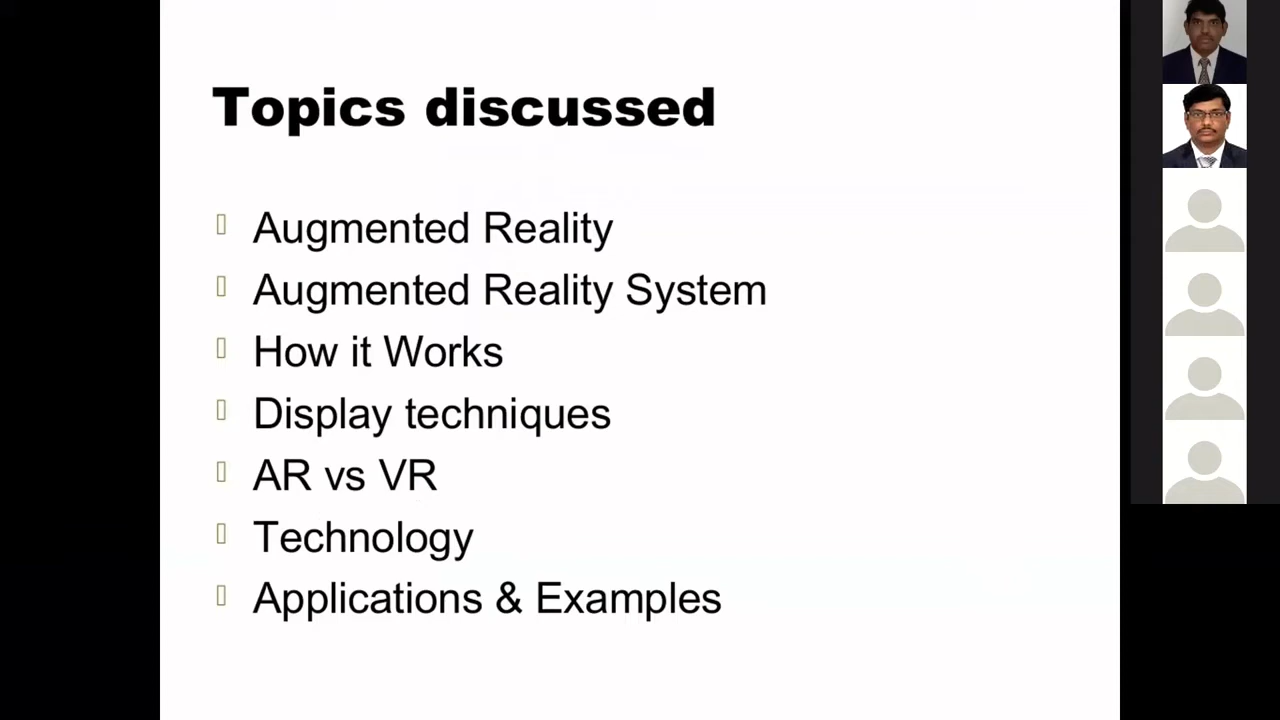 Topics discussed
Augmented Reality
Augmented Reality System
How it Works
Display techniques
AR vs VR
Technology
Applications & Examples